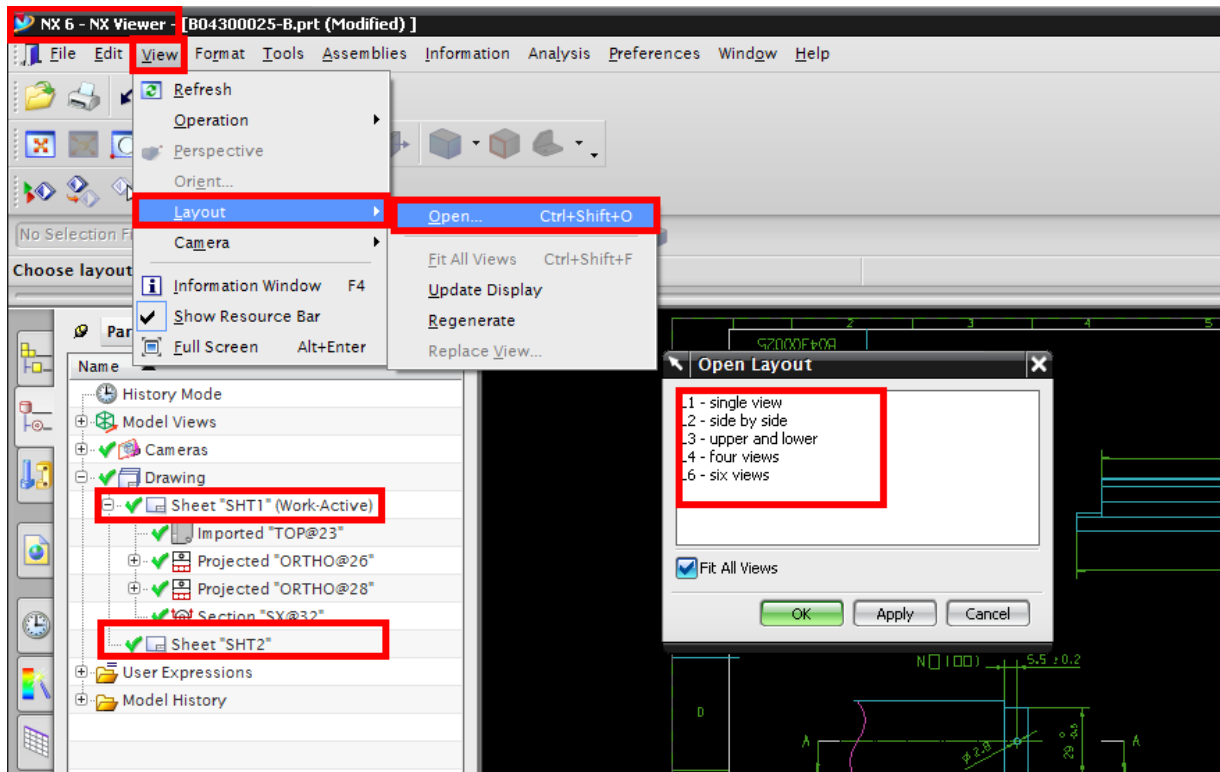 NX 6 - NX Viewer - [B04300025-B.prt (Modified) ]
File Edit View Format Tools Assemblies Information Analysis Preferences Window Help
Refresh
Operation
Perspective
Orient...
Layout
Open... Ctrl+Shift+O
No Selection
Camera
Fit All Views Ctrl+Shift+F
Choose layout
Information Window F4
Update Display
Show Resource Bar
Regenerate
Full Screen Alt+Enter
Replace View...
Name
2 3 4 5
B04300025
Open Layout
History Mode
L1 - single view
Model Views
L2 - side by side
L3 - upper and lower
Cameras
L4 - four views
Drawing
L6 - six views
Sheet "SHT1" (Work-Active)
Imported "TOP@23"
Projected "ORTHO@26"
Fit All Views
Projected "ORTHO@28"
OK Apply Cancel
Section "SX@32"
Sheet "SHT2"
User Expressions
5.5 ±0.2
Model History
D
A A